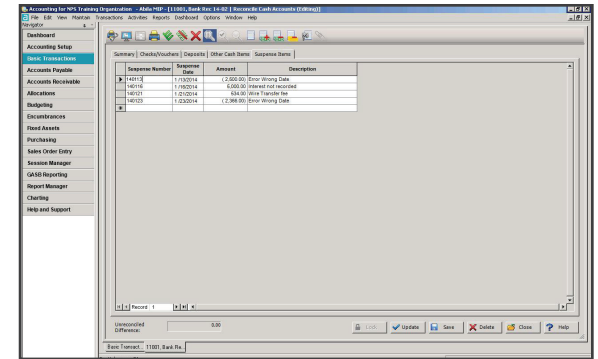 Accounting for NPS Training Organization - Abila MIP - [11001, Bank Rec 14-02 | Reconcile Cash Accounts (Editing)]
File Edit View Maintain Transactions Activities Reports Dashboard Options Window Help
Navigator
Dashboard
Accounting Setup
Basic Transactions
Accounts Payable
Accounts Receivable
Allocations
Budgeting
Encumbrances
Fixed Assets
Purchasing
Sales Order Entry
Session Manager
GASB Reporting
Report Manager
Charting
Help and Support
Summary Checks/Vouchers Deposits Other Cash Items Suspense Items
Suspense Number Suspense Date Amount Description
140113 1/13/2014 (2,500.00) Error Wrong Date
140116 1/16/2014 5,000.00 Interest not recorded
140121 1/21/2014 534.00 Wire Transfer fee
140123 1/23/2014 (2,366.00) Error Wrong Date
Record: 1
Unreconciled Difference: 0.00
Lock Update Save Delete Close Help
Basic Transact... 11001, Bank Re...